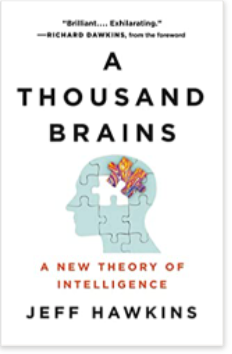 "Brilliant.... Exhilarating."
—RICHARD DAWKINS, from the foreword
A
THOUSAND
BRAINS
A NEW THEORY OF
INTELLIGENCE
JEFF HAWKINS